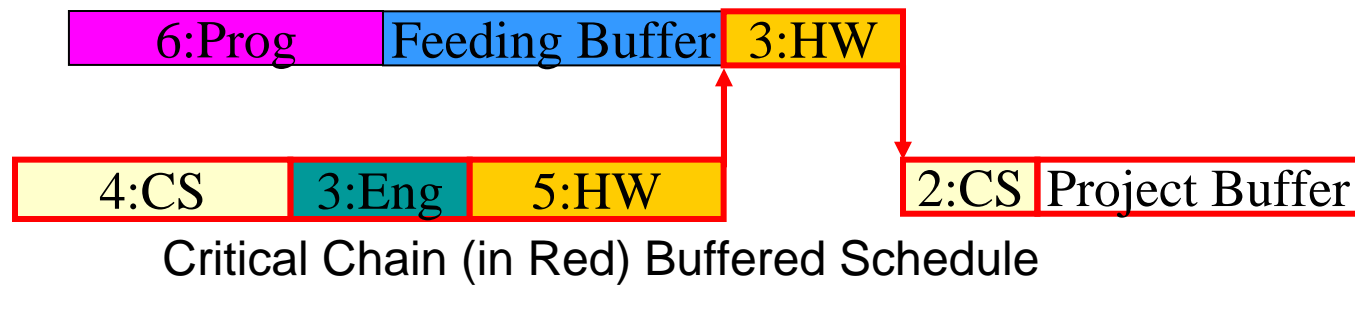 6:Prog Feeding Buffer 3:HW
4:CS 3:Eng 5:HW 2:CS Project Buffer
Critical Chain (in Red) Buffered Schedule